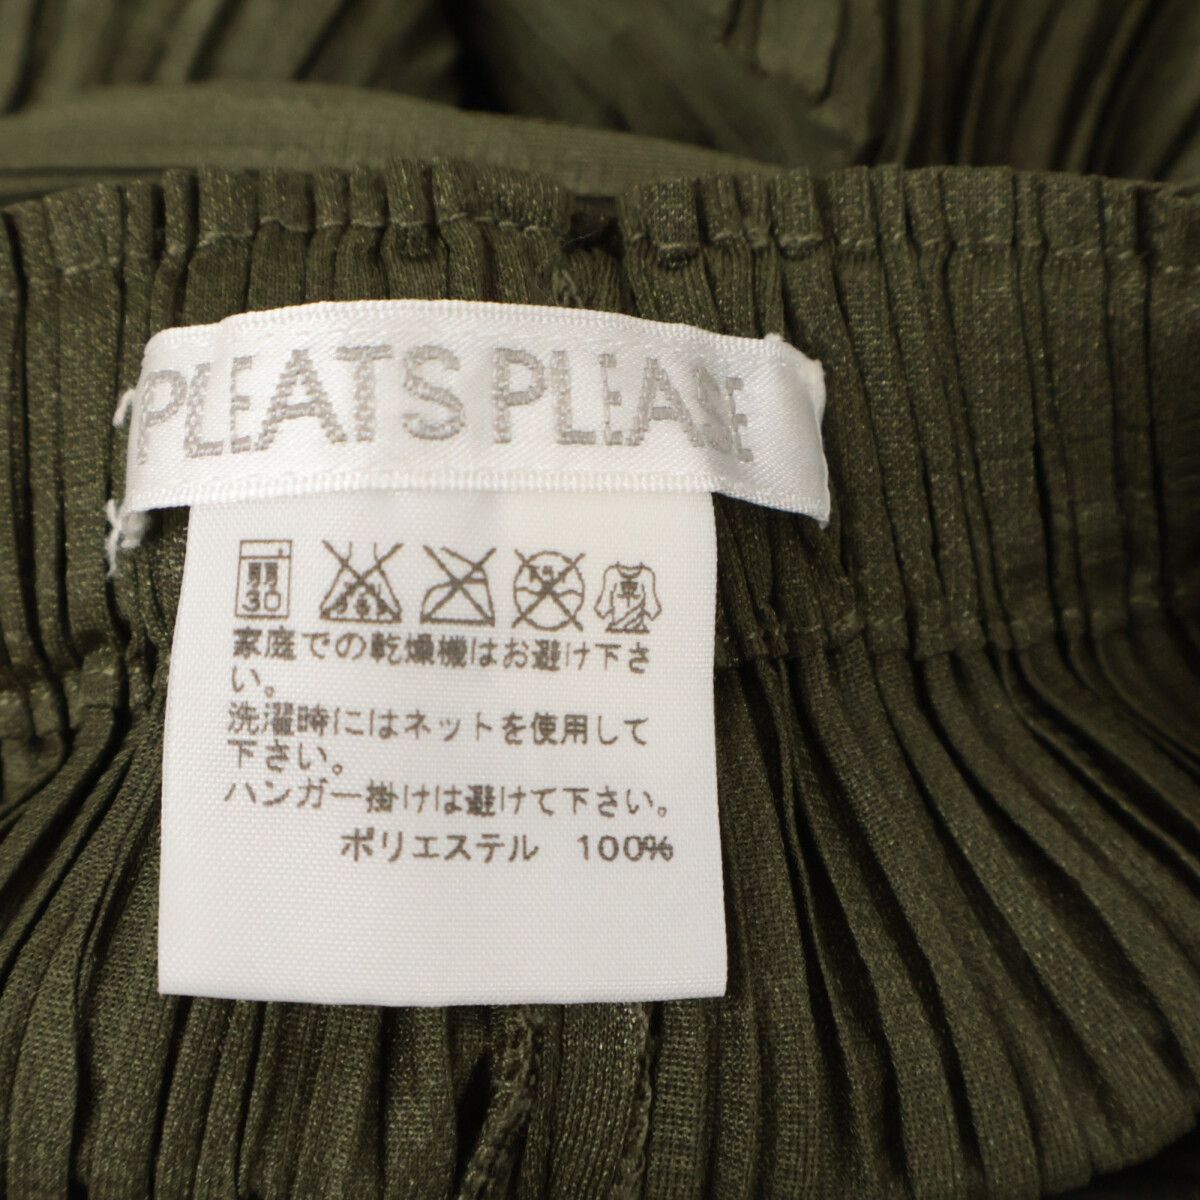 PLEATS PLEASE
弱
30
家庭での乾燥機はお避け下さ
い。
洗濯時にはネットを使用して
下さい。
ハンガー掛けは避けて下さい。
ポリエステル 100%